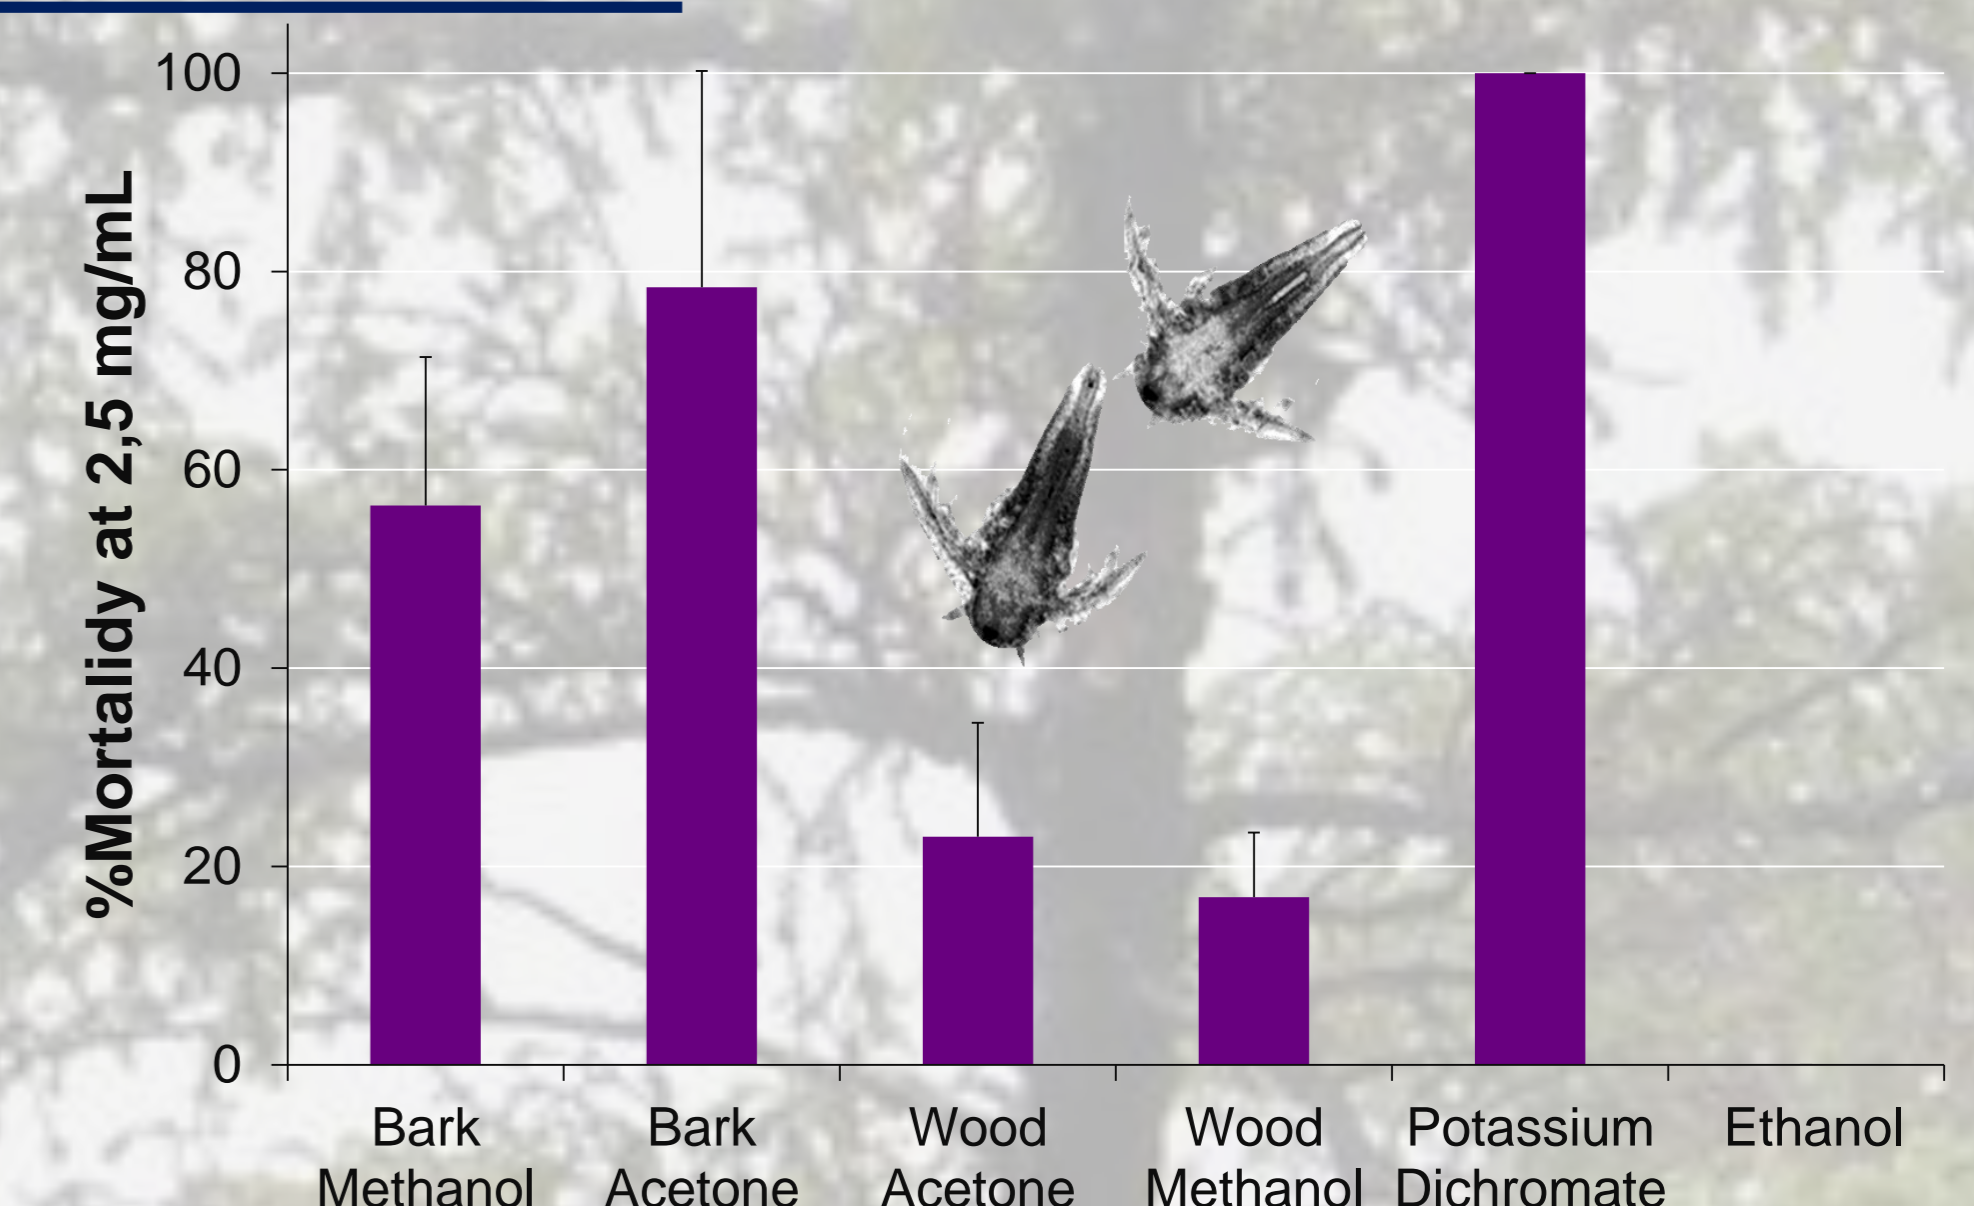 %Mortalidy at 2,5 mg/mL
100
80
60
40
20
0
Bark
Methanol
Bark
Acetone
Wood
Acetone
Wood
Methanol
Potassium
Dichromate
Ethanol